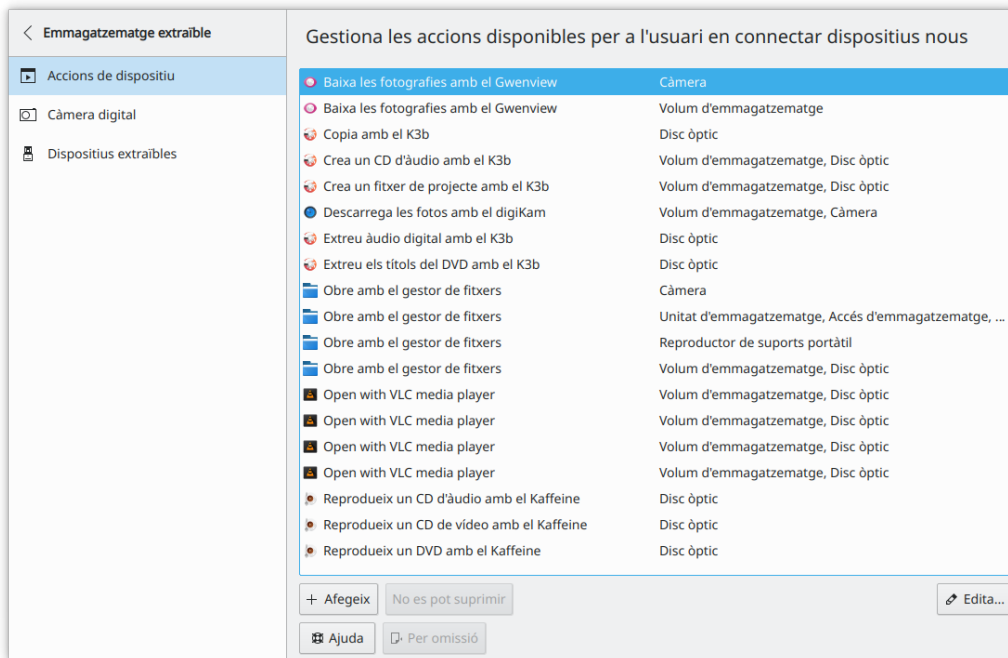 Emmagatzematge extraïble
Accions de dispositiu
Càmera digital
Dispositius extraïbles
Gestiona les accions disponibles per a l'usuari en connectar dispositius nous
Baixa les fotografies amb el Gwenview Càmera
Baixa les fotografies amb el Gwenview Volum d'emmagatzematge
Copia amb el K3b Disc òptic
Crea un CD d'àudio amb el K3b Volum d'emmagatzematge, Disc òptic
Crea un fitxer de projecte amb el K3b Volum d'emmagatzematge, Disc òptic
Descarrega les fotos amb el digiKam Volum d'emmagatzematge, Càmera
Extreu àudio digital amb el K3b Disc òptic
Extreu els títols del DVD amb el K3b Disc òptic
Obre amb el gestor de fitxers Càmera
Obre amb el gestor de fitxers Unitat d'emmagatzematge, Accés d'emmagatzematge, ...
Obre amb el gestor de fitxers Reproductor de suports portàtil
Obre amb el gestor de fitxers Volum d'emmagatzematge, Disc òptic
Open with VLC media player Volum d'emmagatzematge, Disc òptic
Open with VLC media player Volum d'emmagatzematge, Disc òptic
Open with VLC media player Volum d'emmagatzematge, Disc òptic
Open with VLC media player Volum d'emmagatzematge, Disc òptic
Reprodueix un CD d'àudio amb el Kaffeine Disc òptic
Reprodueix un CD de vídeo amb el Kaffeine Disc òptic
Reprodueix un DVD amb el Kaffeine Disc òptic
Afegeix No es pot suprimir Edita...
Ajuda Per omissió